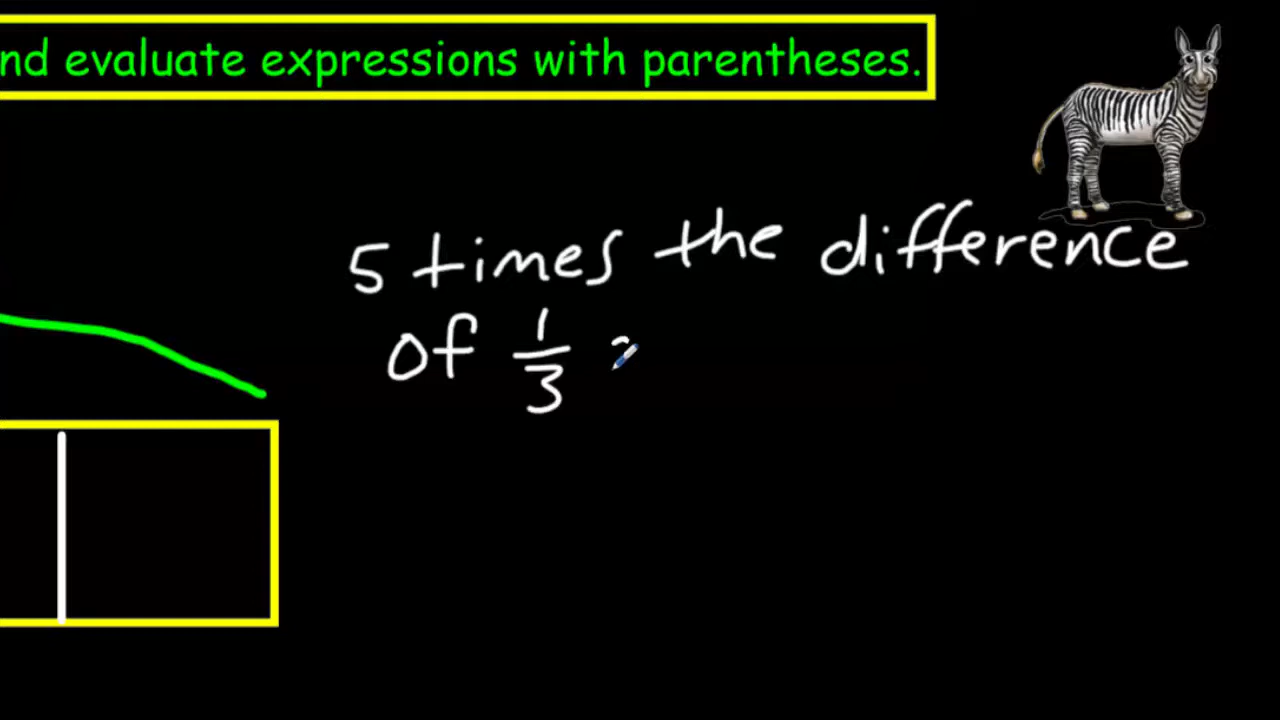 nd evaluate expressions with parentheses.
5 times the difference
of 1/3